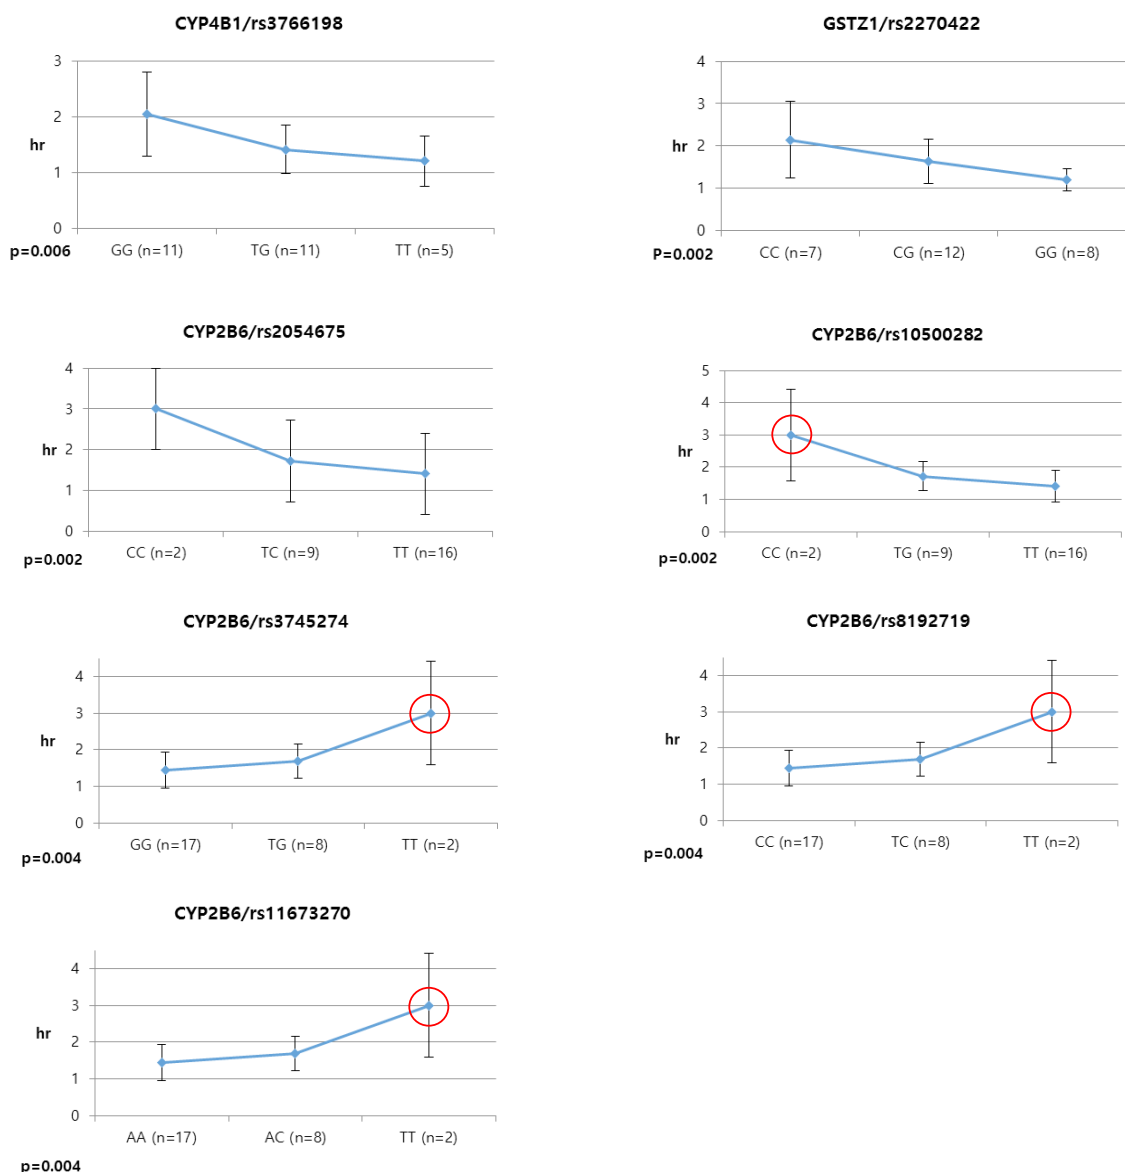 CYP4B1/rs3766198
3
2
hr
1
0
p=0.006
GG (n=11) TG (n=11) TT (n=5)
GSTZ1/rs2270422
4
3
2
hr
1
0
P=0.002
CC (n=7) CG (n=12) GG (n=8)
CYP2B6/rs2054675
4
3
2
hr
1
0
p=0.002
CC (n=2) TC (n=9) TT (n=16)
CYP2B6/rs10500282
5
4
3
hr
2
1
0
p=0.002
CC (n=2) TG (n=9) TT (n=16)
CYP2B6/rs3745274
4
3
hr
2
1
0
p=0.004
GG (n=17) TG (n=8) TT (n=2)
CYP2B6/rs8192719
4
3
hr
2
1
0
p=0.004
CC (n=17) TC (n=8) TT (n=2)
CYP2B6/rs11673270
4
3
hr
2
1
0
AA (n=17) AC (n=8) TT (n=2)
p=0.004